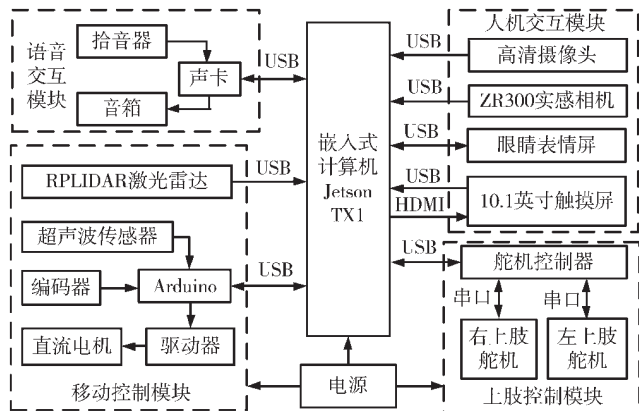 语音
交互
模块
拾音器
声卡
音箱
USB
RPLIDAR激光雷达
USB
超声波传感器
编码器
Arduino
USB
直流电机
驱动器
移动控制模块
嵌入式
计算机
Jetson
TX1
电源
人机交互模块
USB
高清摄像头
USB
ZR300实感相机
USB
眼睛表情屏
USB
HDMI
10.1英寸触摸屏
USB
舵机控制器
串口
串口
右上肢
舵机
左上肢
舵机
上肢控制模块